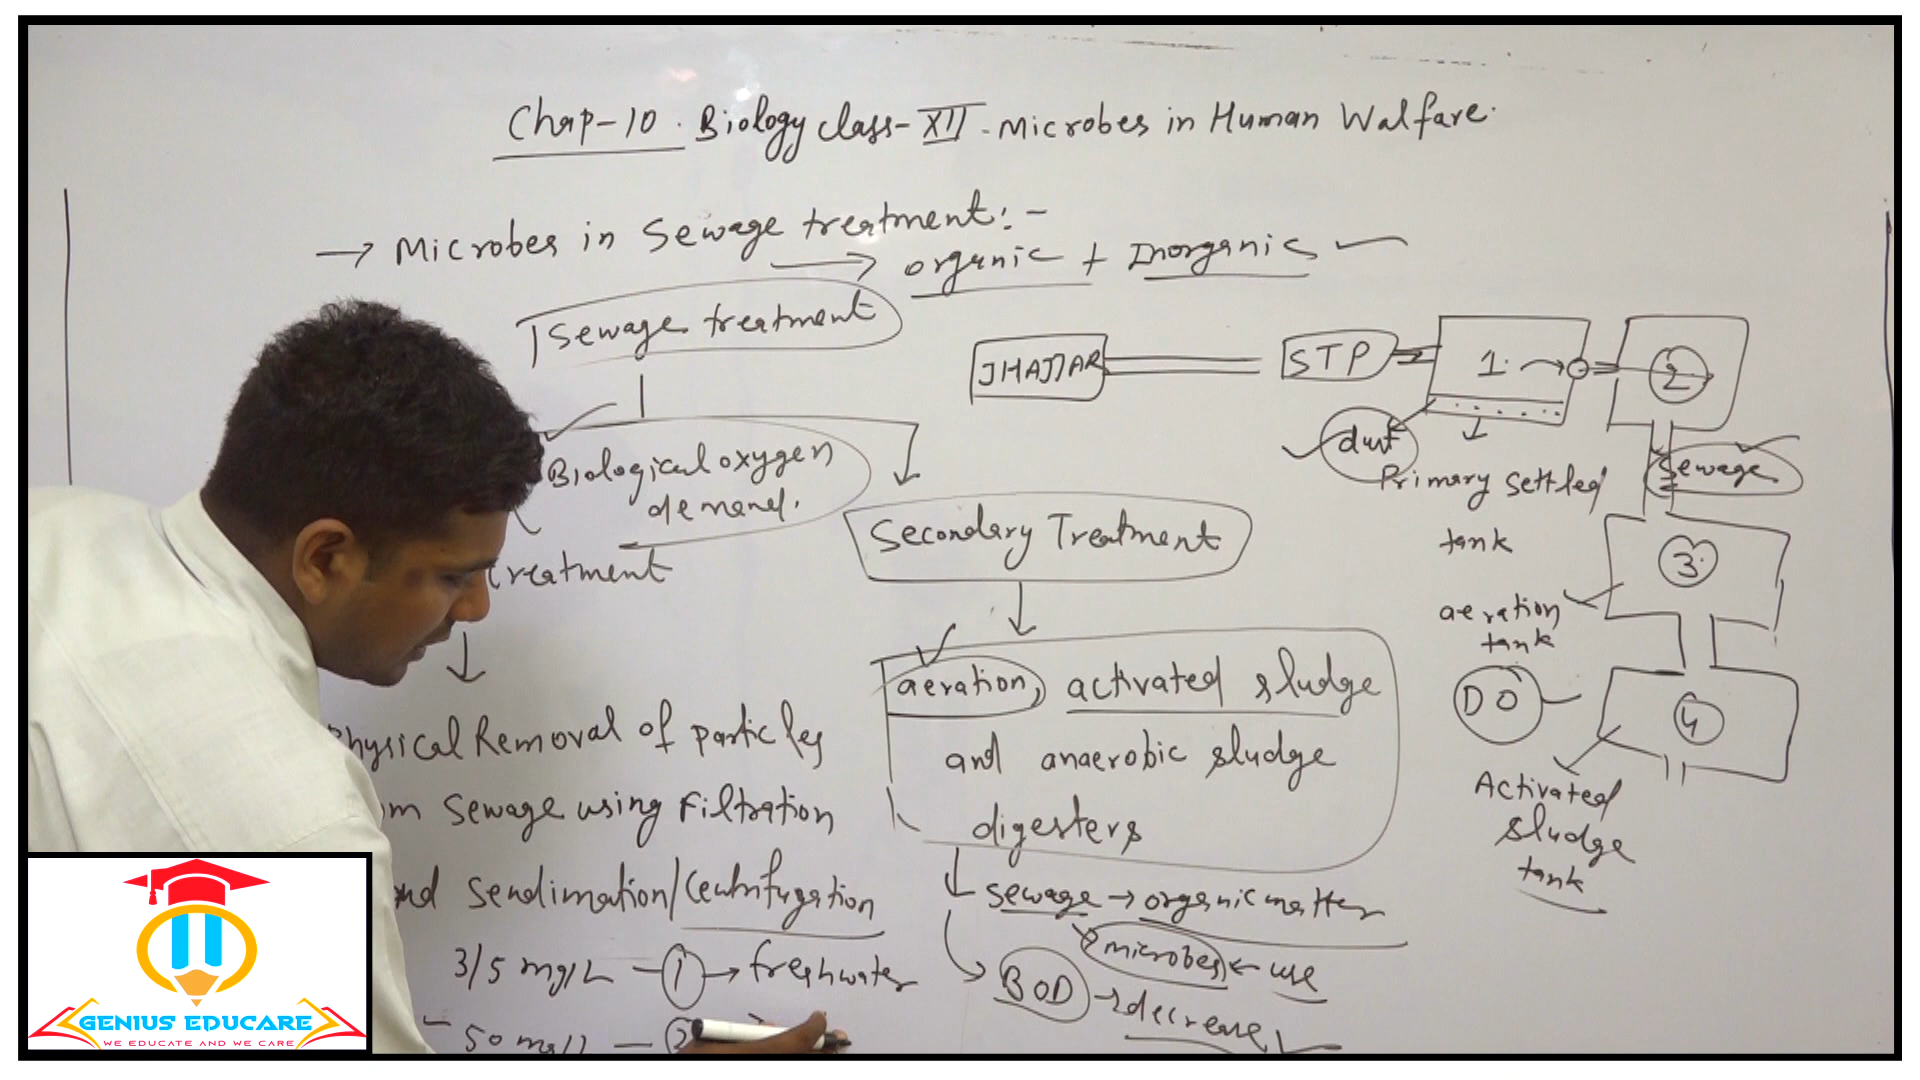 Chap-10. Biology class-XII. Microbes in Human Walfare.
→ Microbes in Sewage treatment:-
→ organic + Inorganic
Sewage treatment
Biological oxygen
demand.
treatment
Physical Removal of particles
om Sewage using Filtration
and Sendimation/Centrifugation
3/5 mg/L — 1 → freshwater
50 mg/L — 2
Secondary Treatment
aeration, activated sludge
and anaerobic sludge
digesters
sewage → organic matter
microbes ← use
BOD → decrease
JHAJJAR
STP
1.
2
dust
Primary settled
tank
Sewage
3
aeration
tank
DO
4
Activated
sludge
tank
GENIUS EDUCARE
WE EDUCATE AND WE CARE